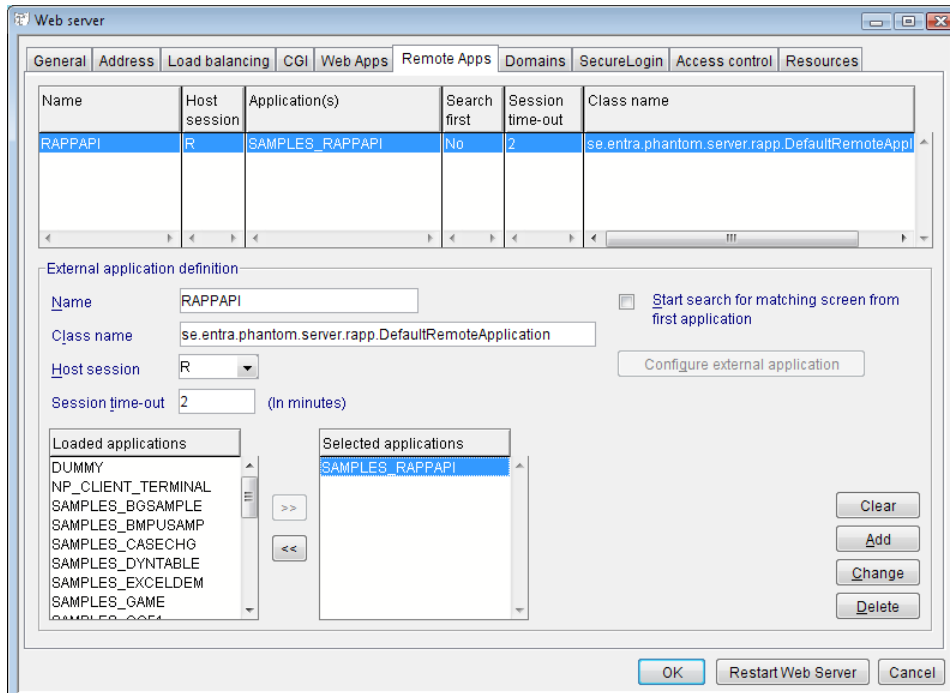 Web server
General Address Load balancing CGI Web Apps Remote Apps Domains SecureLogin Access control Resources
Name Host session Application(s) Search first Session time-out Class name
RAPPAPI R SAMPLES_RAPPAPI No 2 se.entra.phantom.server.rapp.DefaultRemoteAppl
External application definition
Name RAPPAPI
Start search for matching screen from
first application
Class name se.entra.phantom.server.rapp.DefaultRemoteApplication
Host session R
Configure external application
Session time-out 2 (In minutes)
Loaded applications
DUMMY
NP_CLIENT_TERMINAL
SAMPLES_BGSAMPLE
SAMPLES_BMPUSAMP
SAMPLES_CASECHG
SAMPLES_DYNTABLE
SAMPLES_EXCELDEM
SAMPLES_GAME
>>
<<
Selected applications
SAMPLES_RAPPAPI
Clear
Add
Change
Delete
OK Restart Web Server Cancel